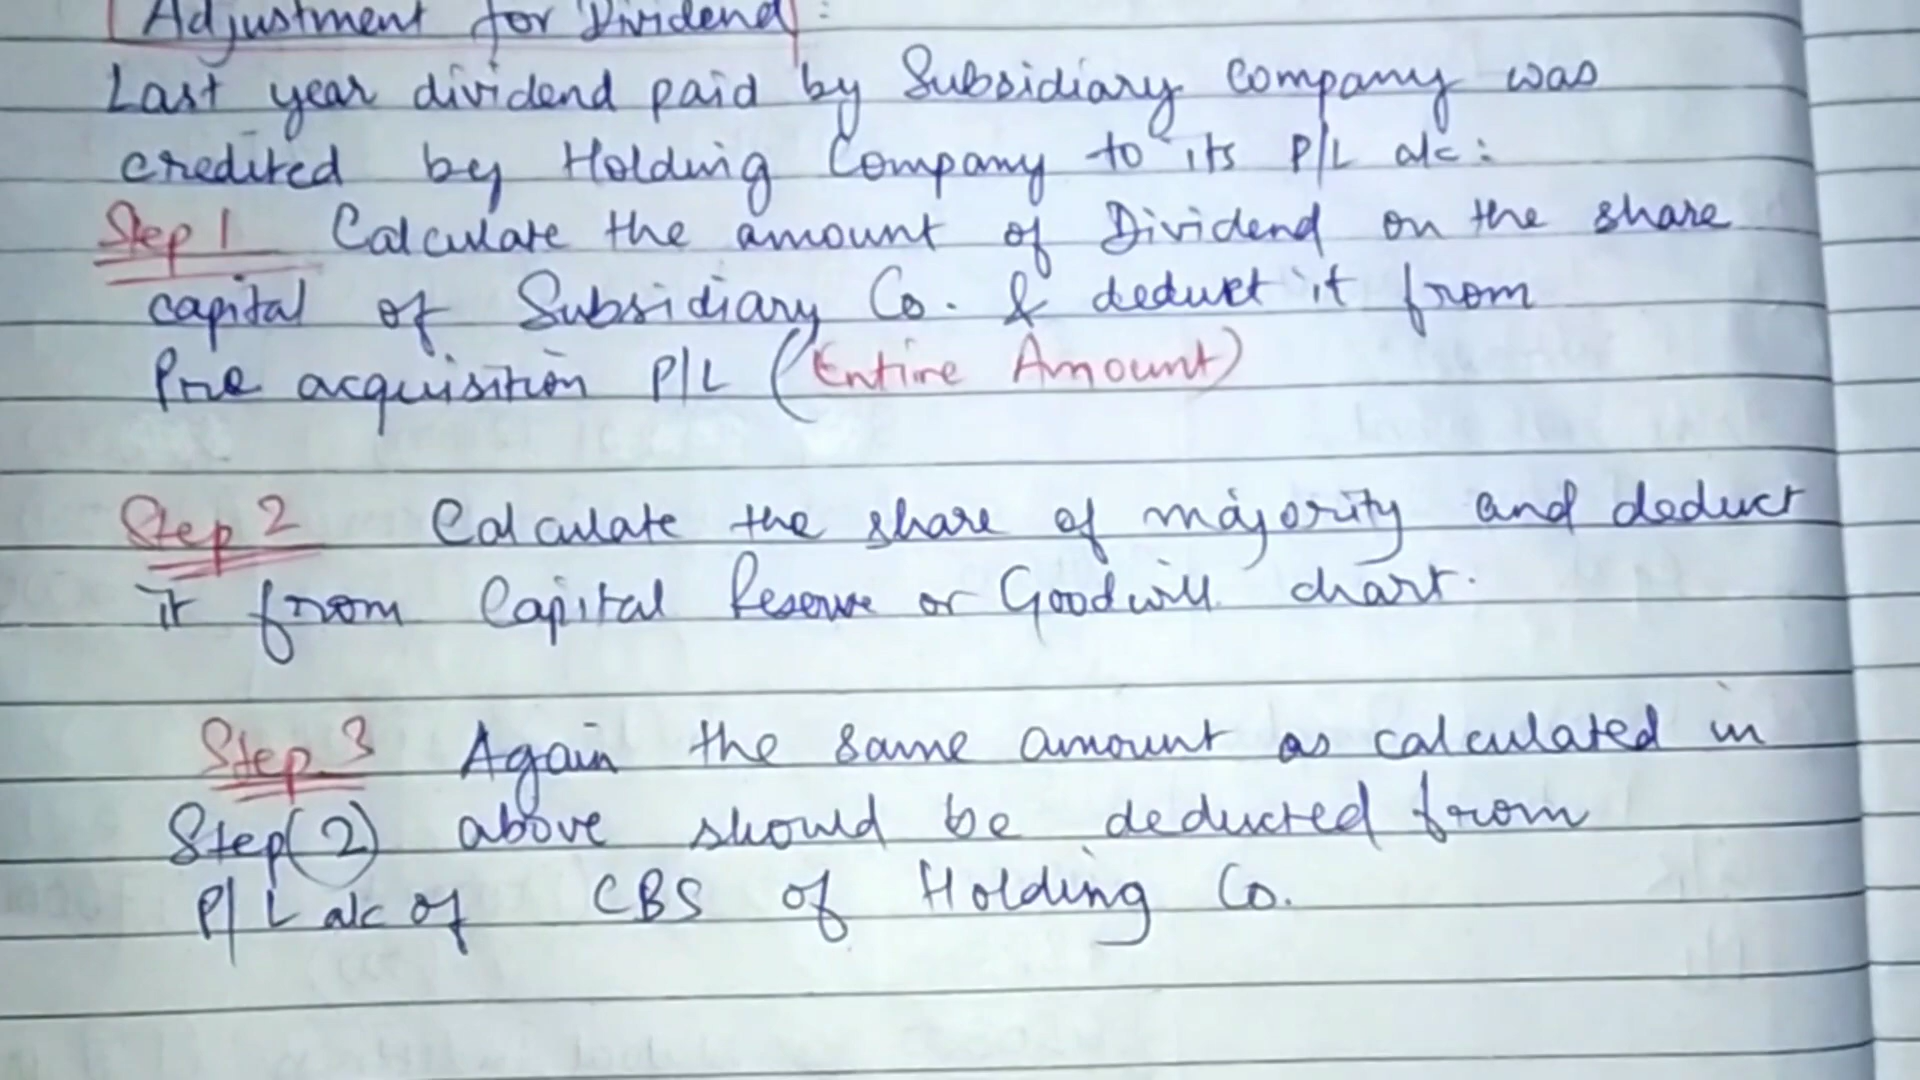 Adjustment for Dividend:
Last year dividend paid by Subsidiary Company was
credited by Holding Company to its P/L a/c:
Step 1 Calculate the amount of Dividend on the share
capital of Subsidiary Co. & deduct it from
Pre acquisition P/L (Entire Amount)
Step 2 Calculate the share of majority and deduct
it from Capital Reserve or Goodwill chart.
Step 3 Again the same amount as calculated in
Step (2) above should be deducted from
P/L a/c of CBS of Holding Co.